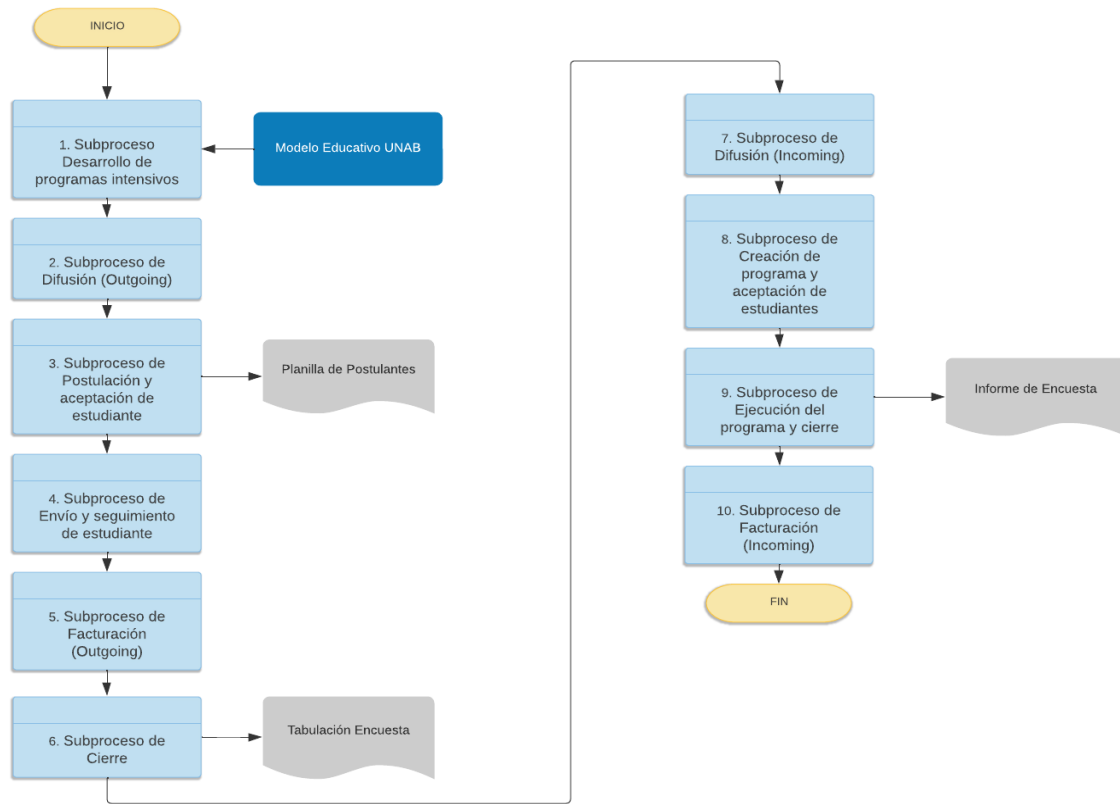 INICIO
1. Subproceso
Desarrollo de
programas intensivos
Modelo Educativo UNAB
2. Subproceso de
Difusión (Outgoing)
3. Subproceso de
Postulación y
aceptación de
estudiante
Planilla de Postulantes
4. Subproceso de
Envío y seguimiento
de estudiante
5. Subproceso de
Facturación
(Outgoing)
6. Subproceso de
Cierre
Tabulación Encuesta
7. Subproceso de
Difusión (Incoming)
8. Subproceso de
Creación de
programa y
aceptación de
estudiantes
9. Subproceso de
Ejecución del
programa y cierre
Informe de Encuesta
10. Subproceso de
Facturación
(Incoming)
FIN